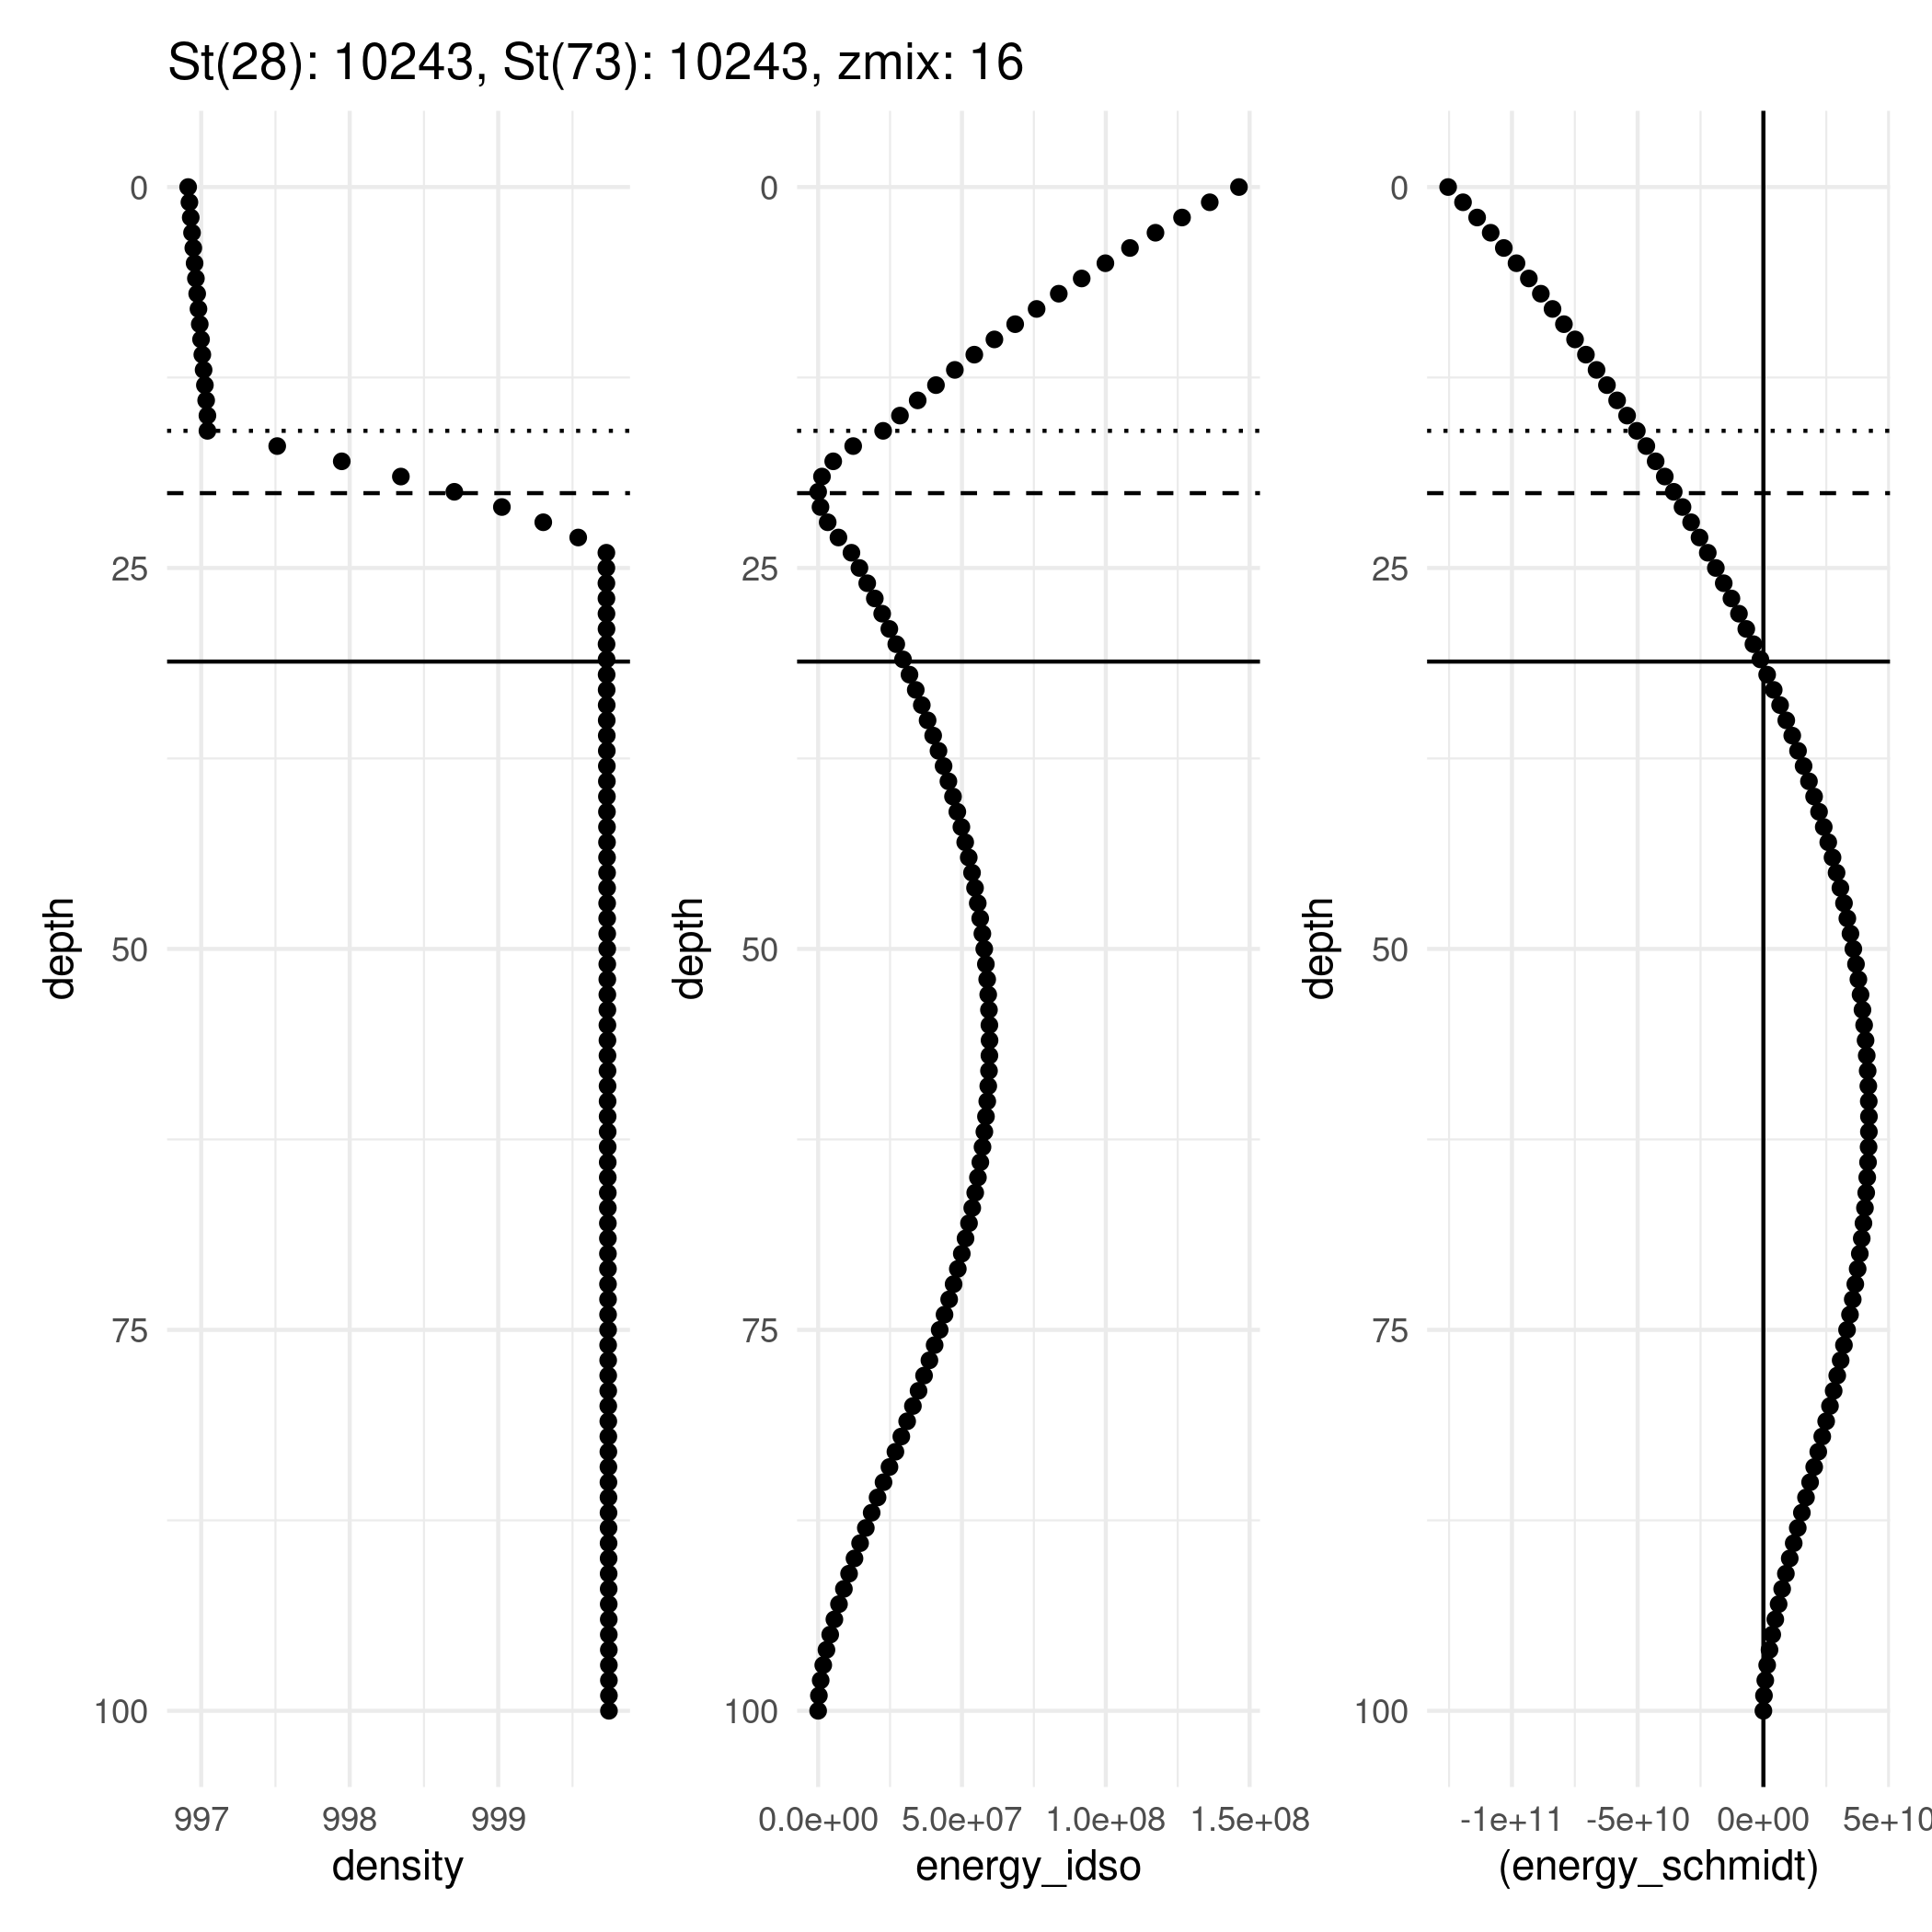 St(28): 10243, St(73): 10243, zmix: 16
0
25
50
75
100
depth
997 998 999
density
0
25
50
75
100
depth
0.0e+00 5.0e+07 1.0e+08 1.5e+08
energy_idso
0
25
50
75
100
depth
-1e+11 -5e+10 0e+00 5e+10
(energy_schmidt)